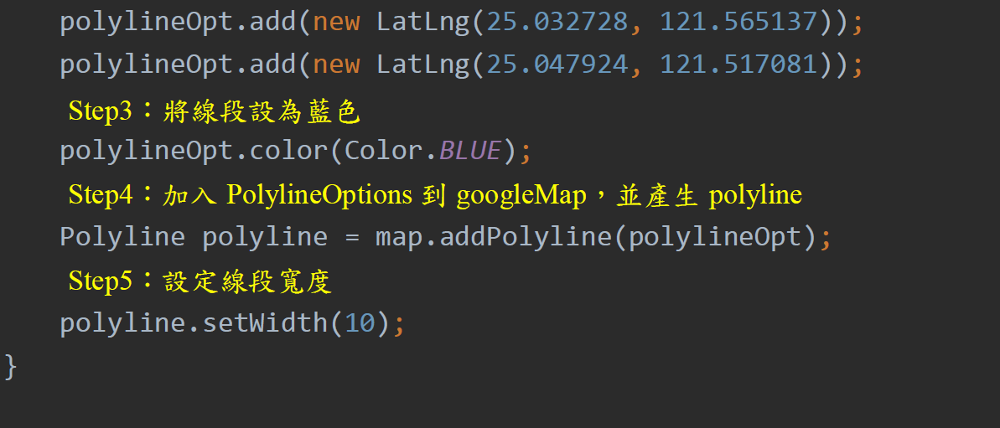 polylineOpt.add(new LatLng(25.032728, 121.565137));
polylineOpt.add(new LatLng(25.047924, 121.517081));
Step3：將線段設為藍色
polylineOpt.color(Color.BLUE);
Step4：加入 PolylineOptions 到 googleMap，並產生 polyline
Polyline polyline = map.addPolyline(polylineOpt);
Step5：設定線段寬度
polyline.setWidth(10);
}